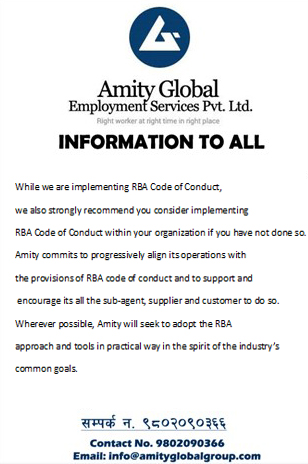 Amity Global
Employment Services Pvt. Ltd.
Right worker at right time in right place
INFORMATION TO ALL
While we are implementing RBA Code of Conduct,
we also strongly recommend you consider implementing
RBA Code of Conduct within your organization if you have not done so.
Amity commits to progressively align its operations with
the provisions of RBA code of conduct and to support and
encourage its all the sub-agent, supplier and customer to do so.
Wherever possible, Amity will seek to adopt the RBA
approach and tools in practical way in the spirit of the industry's
common goals.
सम्पर्क न. ९८०२०९०३६६
Contact No. 9802090366
Email: info@amityglobalgroup.com